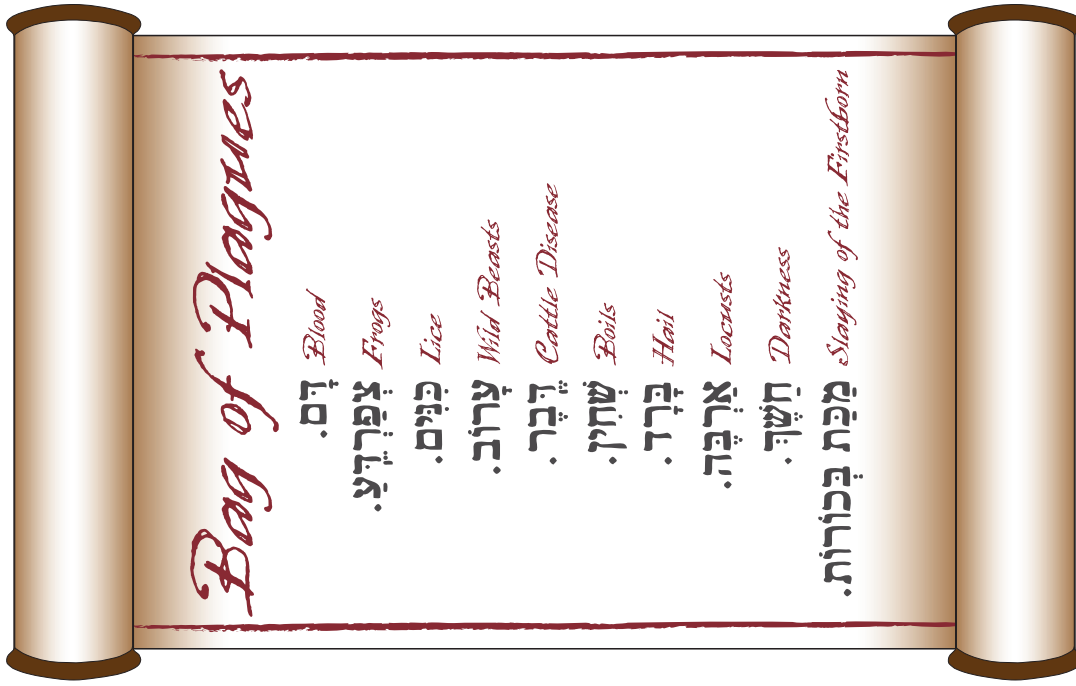 Bag of Plagues
דָּם. Blood
צְפַרְדֵּעַ. Frogs
כִּנִּים. Lice
עָרוֹב. Wild Beasts
דֶּבֶר. Cattle Disease
שְׁחִין. Boils
בָּרָד. Hail
אַרְבֶּה. Locusts
חֹשֶׁךְ. Darkness
מַכַּת בְּכוֹרוֹת. Slaying of the Firstborn